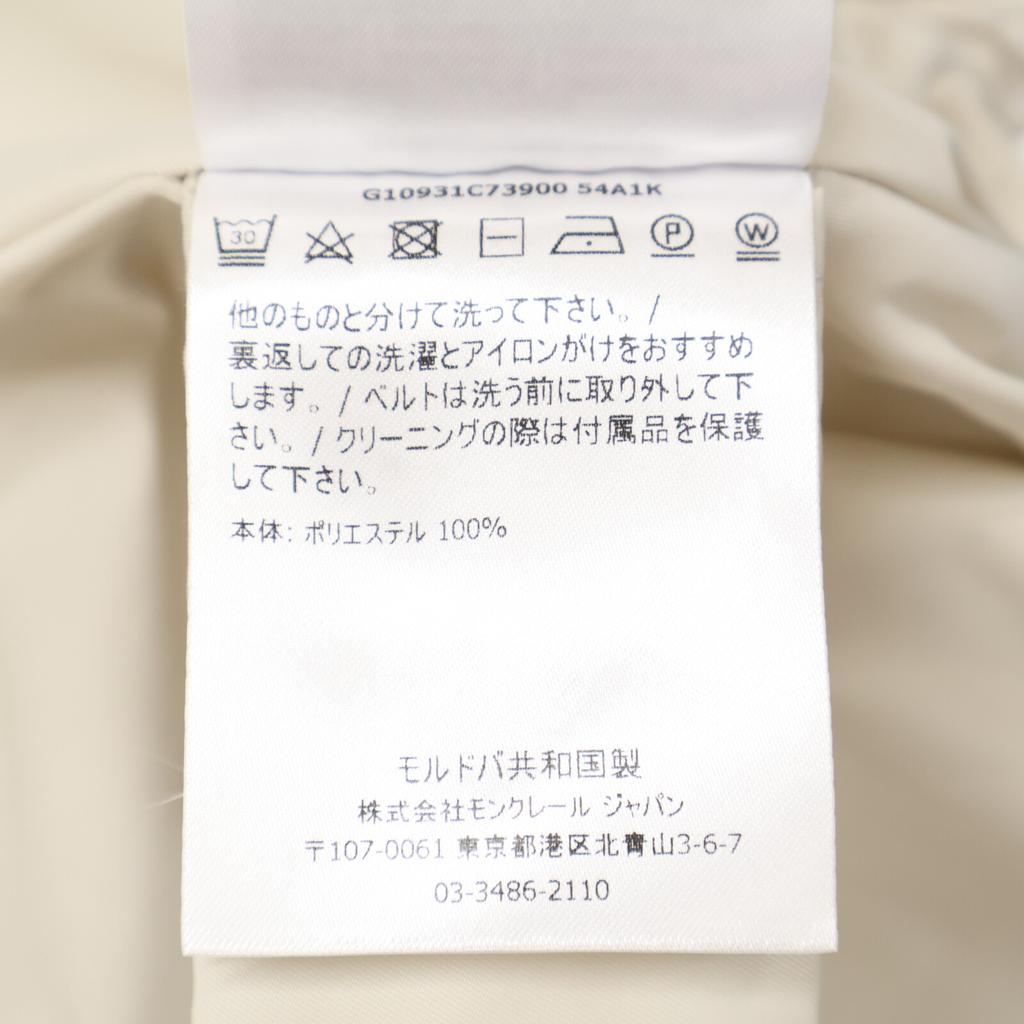 G10931C73900 54A1K
30
P
W
他のものと分けて洗って下さい。/
裏返しての洗濯とアイロンがけをおすすめ
します。/ ベルトは洗う前に取り外して下
さい。/ クリーニングの際は付属品を保護
して下さい。
本体: ポリエステル 100%
モルドバ共和国製
株式会社モンクレール ジャパン
〒107-0061 東京都港区北青山3-6-7
03-3486-2110